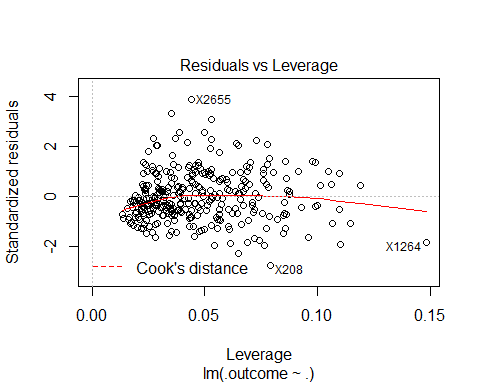 Residuals vs Leverage
Standardized residuals
4
2
0
-2
X2655
X1264
X208
Cook's distance
0.00 0.05 0.10 0.15
Leverage
lm(.outcome ~ .)